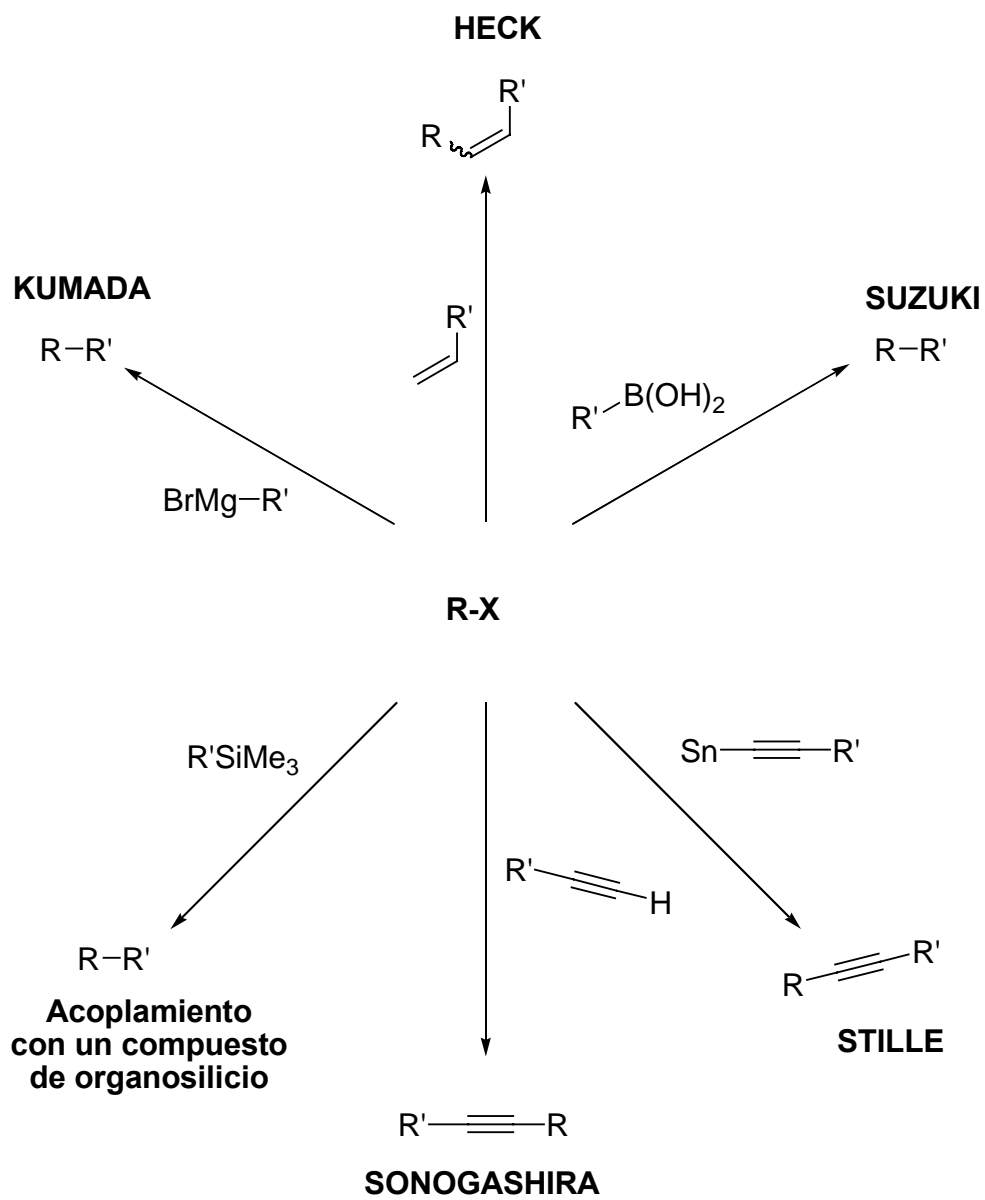 HECK
R'
R
KUMADA
R–R'
R'
SUZUKI
R–R'
R'–B(OH)2
BrMg–R'
R-X
R'SiMe3
Sn
R'
R'
H
R–R'
R
R'
Acoplamiento
con un compuesto
de organosilicio
STILLE
R'
R
SONOGASHIRA